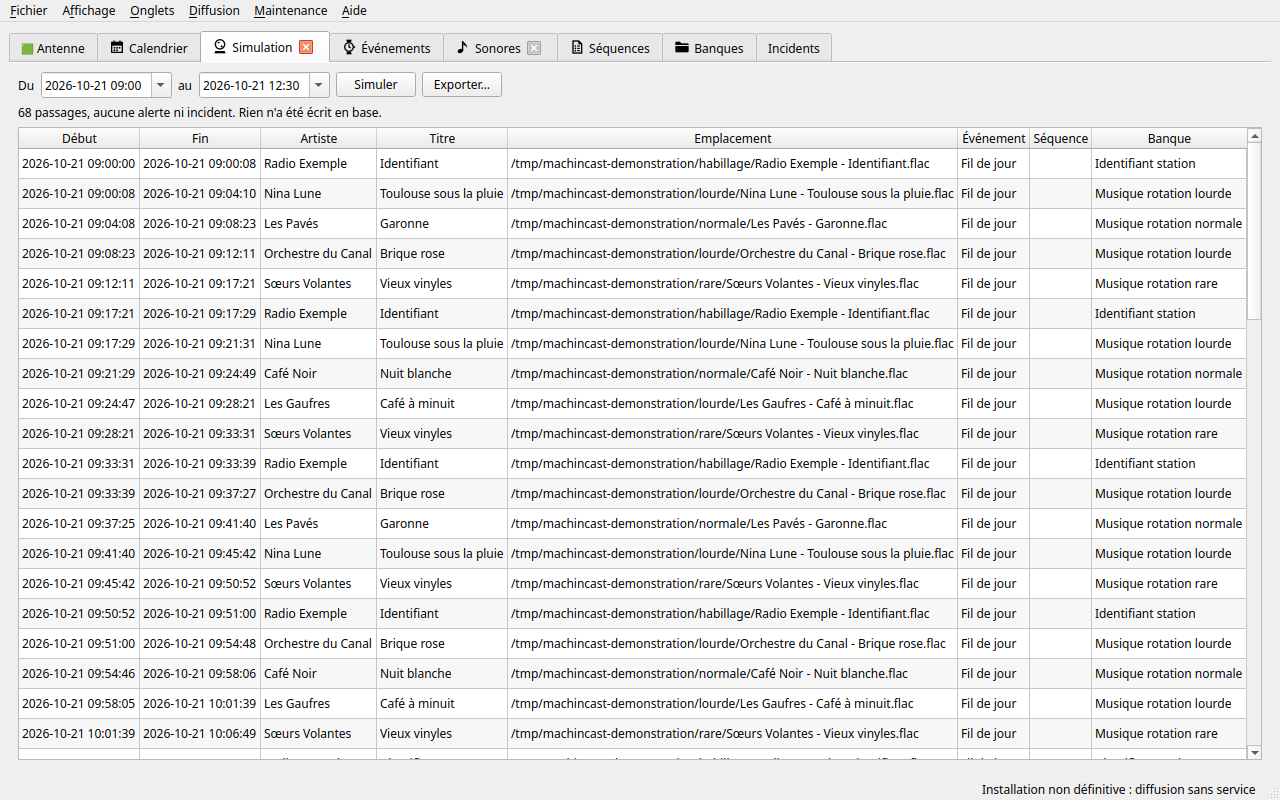 Fichier Affichage Onglets Diffusion Maintenance Aide
Antenne Calendrier Simulation Événements Sonores Séquences Banques Incidents
Du 2026-10-21 09:00 au 2026-10-21 12:30 Simuler Exporter...
68 passages, aucune alerte ni incident. Rien n'a été écrit en base.
Début Fin Artiste Titre Emplacement Événement Séquence Banque
2026-10-21 09:00:00 2026-10-21 09:00:08 Radio Exemple Identifiant /tmp/machincast-demonstration/habillage/Radio Exemple - Identifiant.flac Fil de jour Identifiant station
2026-10-21 09:00:08 2026-10-21 09:04:10 Nina Lune Toulouse sous la pluie /tmp/machincast-demonstration/lourde/Nina Lune - Toulouse sous la pluie.flac Fil de jour Musique rotation lourde
2026-10-21 09:04:08 2026-10-21 09:08:23 Les Pavés Garonne /tmp/machincast-demonstration/normale/Les Pavés - Garonne.flac Fil de jour Musique rotation normale
2026-10-21 09:08:23 2026-10-21 09:12:11 Orchestre du Canal Brique rose /tmp/machincast-demonstration/lourde/Orchestre du Canal - Brique rose.flac Fil de jour Musique rotation lourde
2026-10-21 09:12:11 2026-10-21 09:17:21 Sœurs Volantes Vieux vinyles /tmp/machincast-demonstration/rare/Sœurs Volantes - Vieux vinyles.flac Fil de jour Musique rotation rare
2026-10-21 09:17:21 2026-10-21 09:17:29 Radio Exemple Identifiant /tmp/machincast-demonstration/habillage/Radio Exemple - Identifiant.flac Fil de jour Identifiant station
2026-10-21 09:17:29 2026-10-21 09:21:31 Nina Lune Toulouse sous la pluie /tmp/machincast-demonstration/lourde/Nina Lune - Toulouse sous la pluie.flac Fil de jour Musique rotation lourde
2026-10-21 09:21:29 2026-10-21 09:24:49 Café Noir Nuit blanche /tmp/machincast-demonstration/normale/Café Noir - Nuit blanche.flac Fil de jour Musique rotation normale
2026-10-21 09:24:47 2026-10-21 09:28:21 Les Gaufres Café à minuit /tmp/machincast-demonstration/lourde/Les Gaufres - Café à minuit.flac Fil de jour Musique rotation lourde
2026-10-21 09:28:21 2026-10-21 09:33:31 Sœurs Volantes Vieux vinyles /tmp/machincast-demonstration/rare/Sœurs Volantes - Vieux vinyles.flac Fil de jour Musique rotation rare
2026-10-21 09:33:31 2026-10-21 09:33:39 Radio Exemple Identifiant /tmp/machincast-demonstration/habillage/Radio Exemple - Identifiant.flac Fil de jour Identifiant station
2026-10-21 09:33:39 2026-10-21 09:37:27 Orchestre du Canal Brique rose /tmp/machincast-demonstration/lourde/Orchestre du Canal - Brique rose.flac Fil de jour Musique rotation lourde
2026-10-21 09:37:25 2026-10-21 09:41:40 Les Pavés Garonne /tmp/machincast-demonstration/normale/Les Pavés - Garonne.flac Fil de jour Musique rotation normale
2026-10-21 09:41:40 2026-10-21 09:45:42 Nina Lune Toulouse sous la pluie /tmp/machincast-demonstration/lourde/Nina Lune - Toulouse sous la pluie.flac Fil de jour Musique rotation lourde
2026-10-21 09:45:42 2026-10-21 09:50:52 Sœurs Volantes Vieux vinyles /tmp/machincast-demonstration/rare/Sœurs Volantes - Vieux vinyles.flac Fil de jour Musique rotation rare
2026-10-21 09:50:52 2026-10-21 09:51:00 Radio Exemple Identifiant /tmp/machincast-demonstration/habillage/Radio Exemple - Identifiant.flac Fil de jour Identifiant station
2026-10-21 09:51:00 2026-10-21 09:54:48 Orchestre du Canal Brique rose /tmp/machincast-demonstration/lourde/Orchestre du Canal - Brique rose.flac Fil de jour Musique rotation lourde
2026-10-21 09:54:46 2026-10-21 09:58:06 Café Noir Nuit blanche /tmp/machincast-demonstration/normale/Café Noir - Nuit blanche.flac Fil de jour Musique rotation normale
2026-10-21 09:58:05 2026-10-21 10:01:39 Les Gaufres Café à minuit /tmp/machincast-demonstration/lourde/Les Gaufres - Café à minuit.flac Fil de jour Musique rotation lourde
2026-10-21 10:01:39 2026-10-21 10:06:49 Sœurs Volantes Vieux vinyles /tmp/machincast-demonstration/rare/Sœurs Volantes - Vieux vinyles.flac Fil de jour Musique rotation rare
Installation non définitive : diffusion sans service